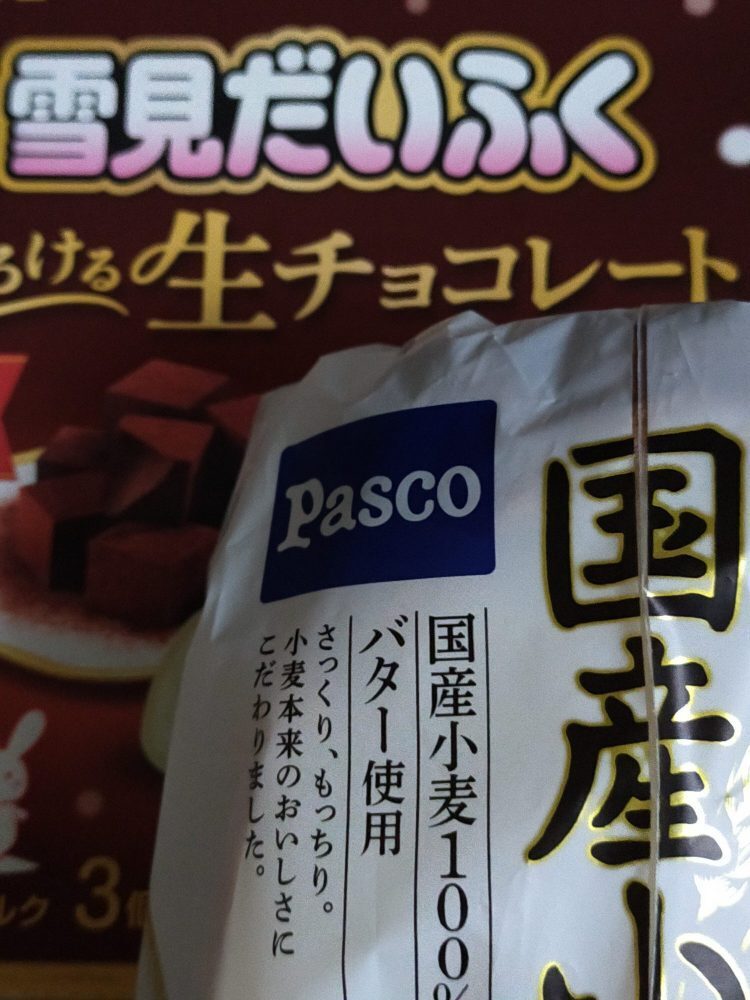 雪見だいふく
ろける生チョコレート
Pasco
国産小
国産小麦100%
バター使用
さっくり、もっちり。
小麦本来のおいしさに
こだわりました。
ルク 3個